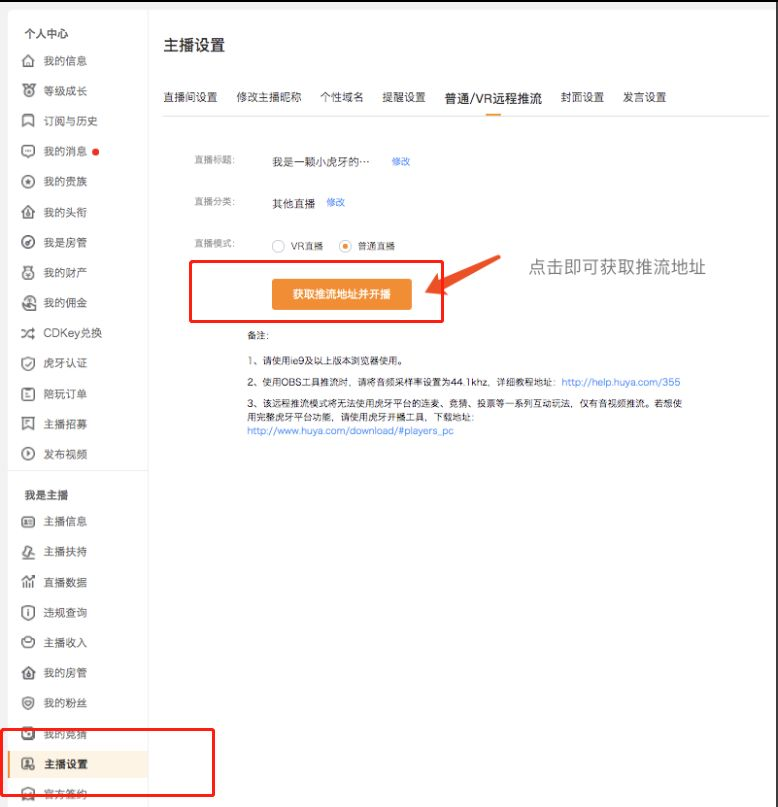 个人中心
我的信息
等级成长
订阅与历史
我的消息
我的贵族
我的头衔
我是房管
我的财产
我的佣金
CDKey兑换
虎牙认证
陪玩订单
主播招募
发布视频
我是主播
主播信息
主播扶持
直播数据
违规查询
主播收入
我的房管
我的粉丝
我的竞猜
主播设置
官方签约
主播设置
直播间设置 修改主播昵称 个性域名 提醒设置 普通/VR远程推流 封面设置 发言设置
直播标题: 我是一颗小虎牙的… 修改
直播分类: 其他直播 修改
直播模式: VR直播 普通直播
获取推流地址并开播
点击即可获取推流地址
备注:
1、请使用ie9及以上版本浏览器使用。
2、使用OBS工具推流时，请将音频采样率设置为44.1khz，详细教程地址：http://help.huya.com/355
3、该远程推流模式将无法使用虎牙平台的连麦、竞猜、投票等一系列互动玩法，仅有音视频推流。若想使
用完整虎牙平台功能，请使用虎牙开播工具，下载地址：
http://www.huya.com/download/#players_pc